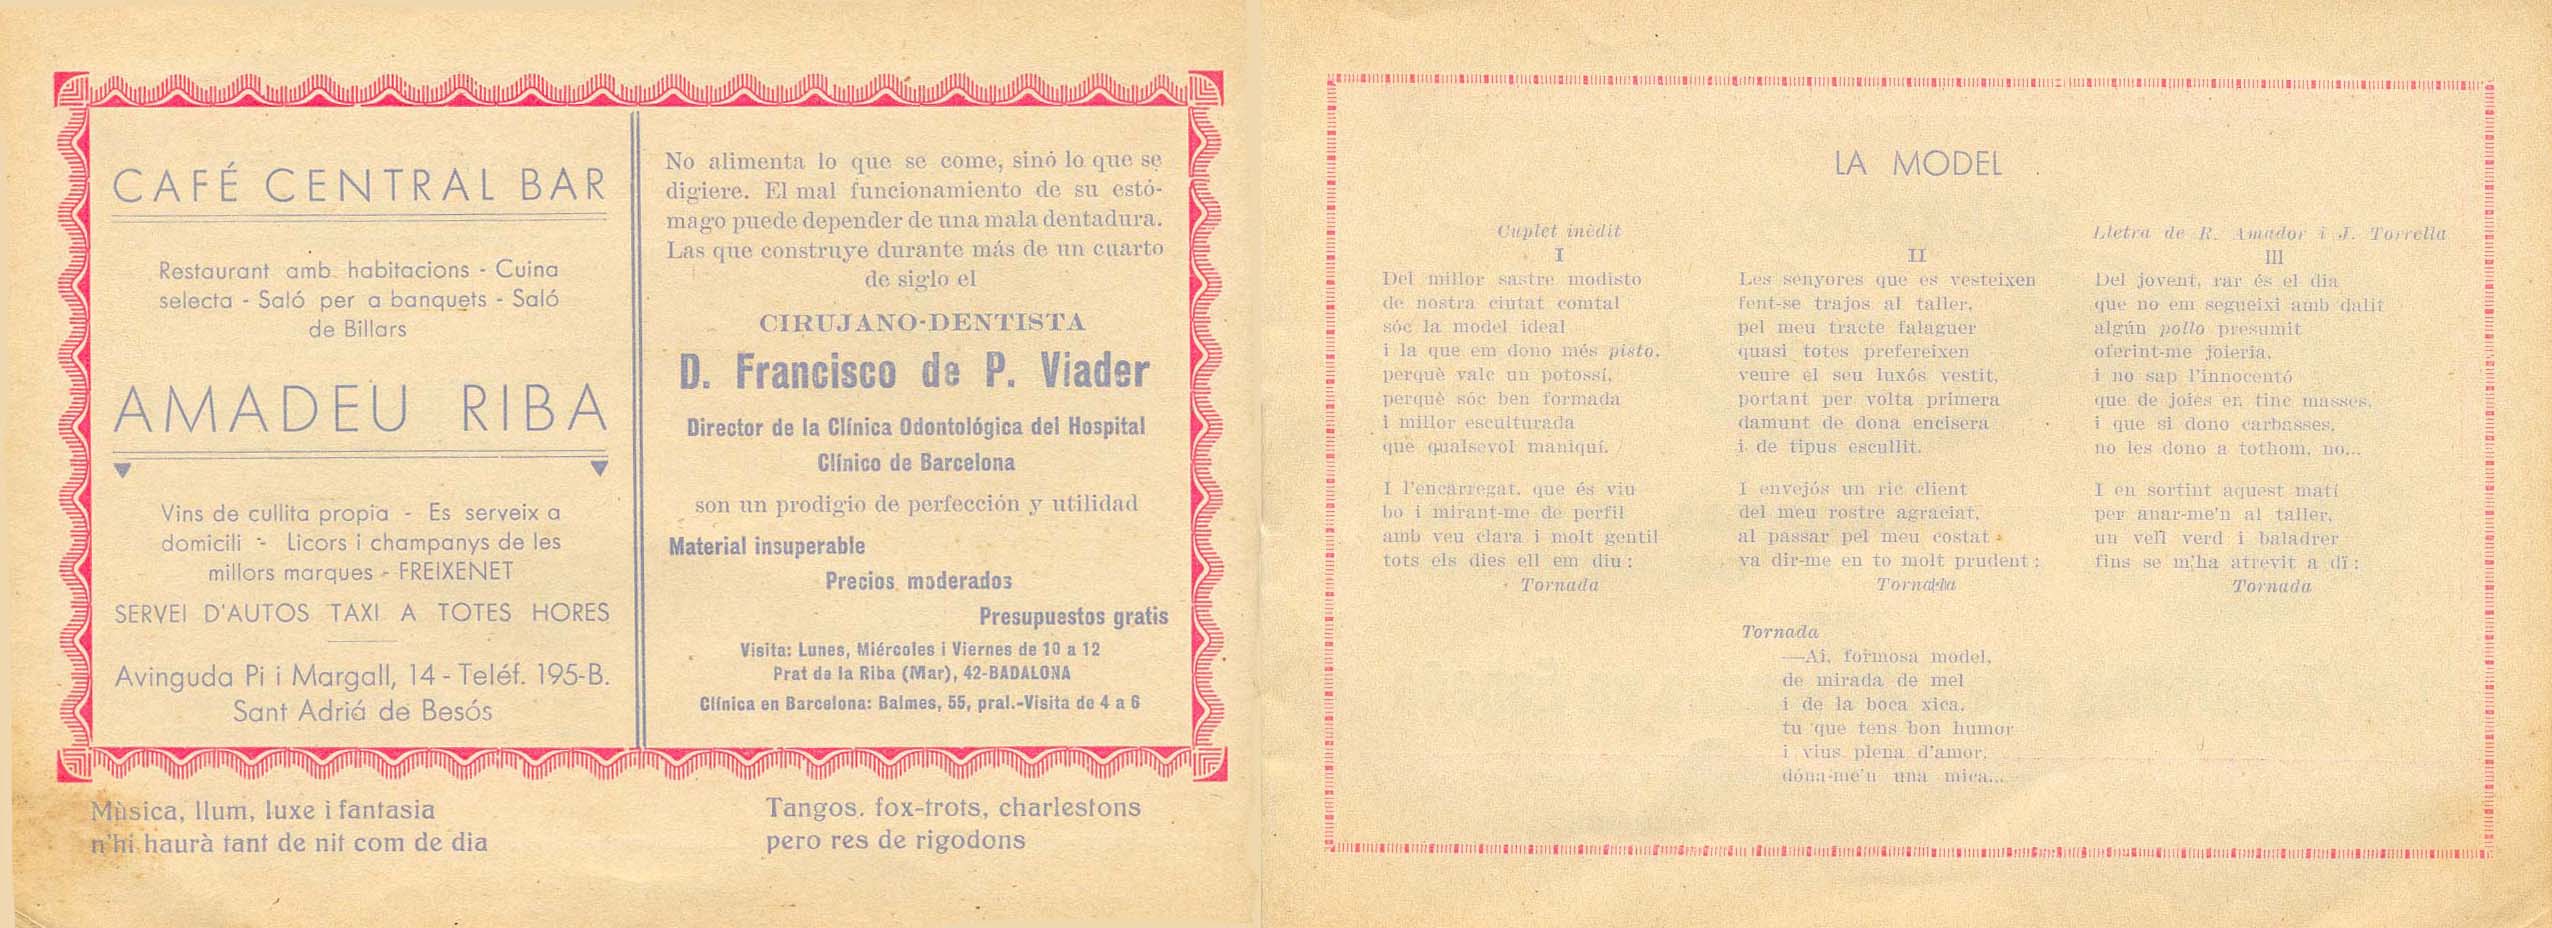 CAFÉ CENTRAL BAR
Restaurant amb habitacions - Cuina
selecta - Saló per a banquets - Saló
de Billars
AMADEU RIBA
Vins de cullita propia - Es serveix a
domicili - Licors i champanys de les
millors marques - FREIXENET
SERVEI D'AUTOS TAXI A TOTES HORES
Avinguda Pi i Margall, 14 - Teléf. 195-B.
Sant Adriá de Besós
No alimenta lo que se come, sinó lo que se
digiere. El mal funcionamiento de su estó-
mago puede depender de una mala dentadura.
Las que construye durante más de un cuarto
de siglo el
CIRUJANO-DENTISTA
D. Francisco de P. Viader
Director de la Clínica Odontológica del Hospital
Clínico de Barcelona
son un prodigio de perfección y utilidad
Material insuperable
Precios moderados
Presupuestos gratis
Visita: Lunes, Miércoles i Viernes de 10 a 12
Prat de la Riba (Mar), 42-BADALONA
Clínica en Barcelona: Balmes, 55, pral.-Visita de 4 a 6
Mùsica, llum, luxe i fantasia
n'hi haurà tant de nit com de dia
Tangos. fox-trots, charlestons
pero res de rigodons
LA MODEL
Cuplet inèdit
I
Del millor sastre modisto
de nostra ciutat comtal
sóc la model ideal
i la que em dono més pisto,
perquè valc un potossí,
perquè sóc ben formada
i millor esculturada
què qualsevol maniquí.
I l'encarregat, que és viu
bo i mirant-me de perfil
amb veu clara i molt gentil
tots els dies ell em diu:
Tornada
II
Les senyores que es vesteixen
fent-se trajos al taller,
pel meu tracte falaguer
quasi totes prefereixen
veure el seu luxós vestit,
portant per volta primera
damunt de dona encisera
i de tipus escullit.
I envejós un ric client
del meu rostre agraciat,
al passar pel meu costat
va dir-me en to molt prudent:
Tornada
Lletra de R. Amador i J. Torrella
III
Del jovent, rar és el dia
que no em segueixi amb dalit
algún pollo presumit
oferint-me joieria,
i no sap l'innocentó
que de joies en tinc masses,
i que si dono carbasses,
no les dono a tothom, no...
I en sortint aquest matí
per anar-me'n al taller,
un vell verd i baladrer
fins se m'ha atrevit a dí:
Tornada
Tornada
—Ai, formosa model,
de mirada de mel
i de la boca xica,
tu que tens bon humor
i vius plena d'amor,
dóna-me'n una mica...